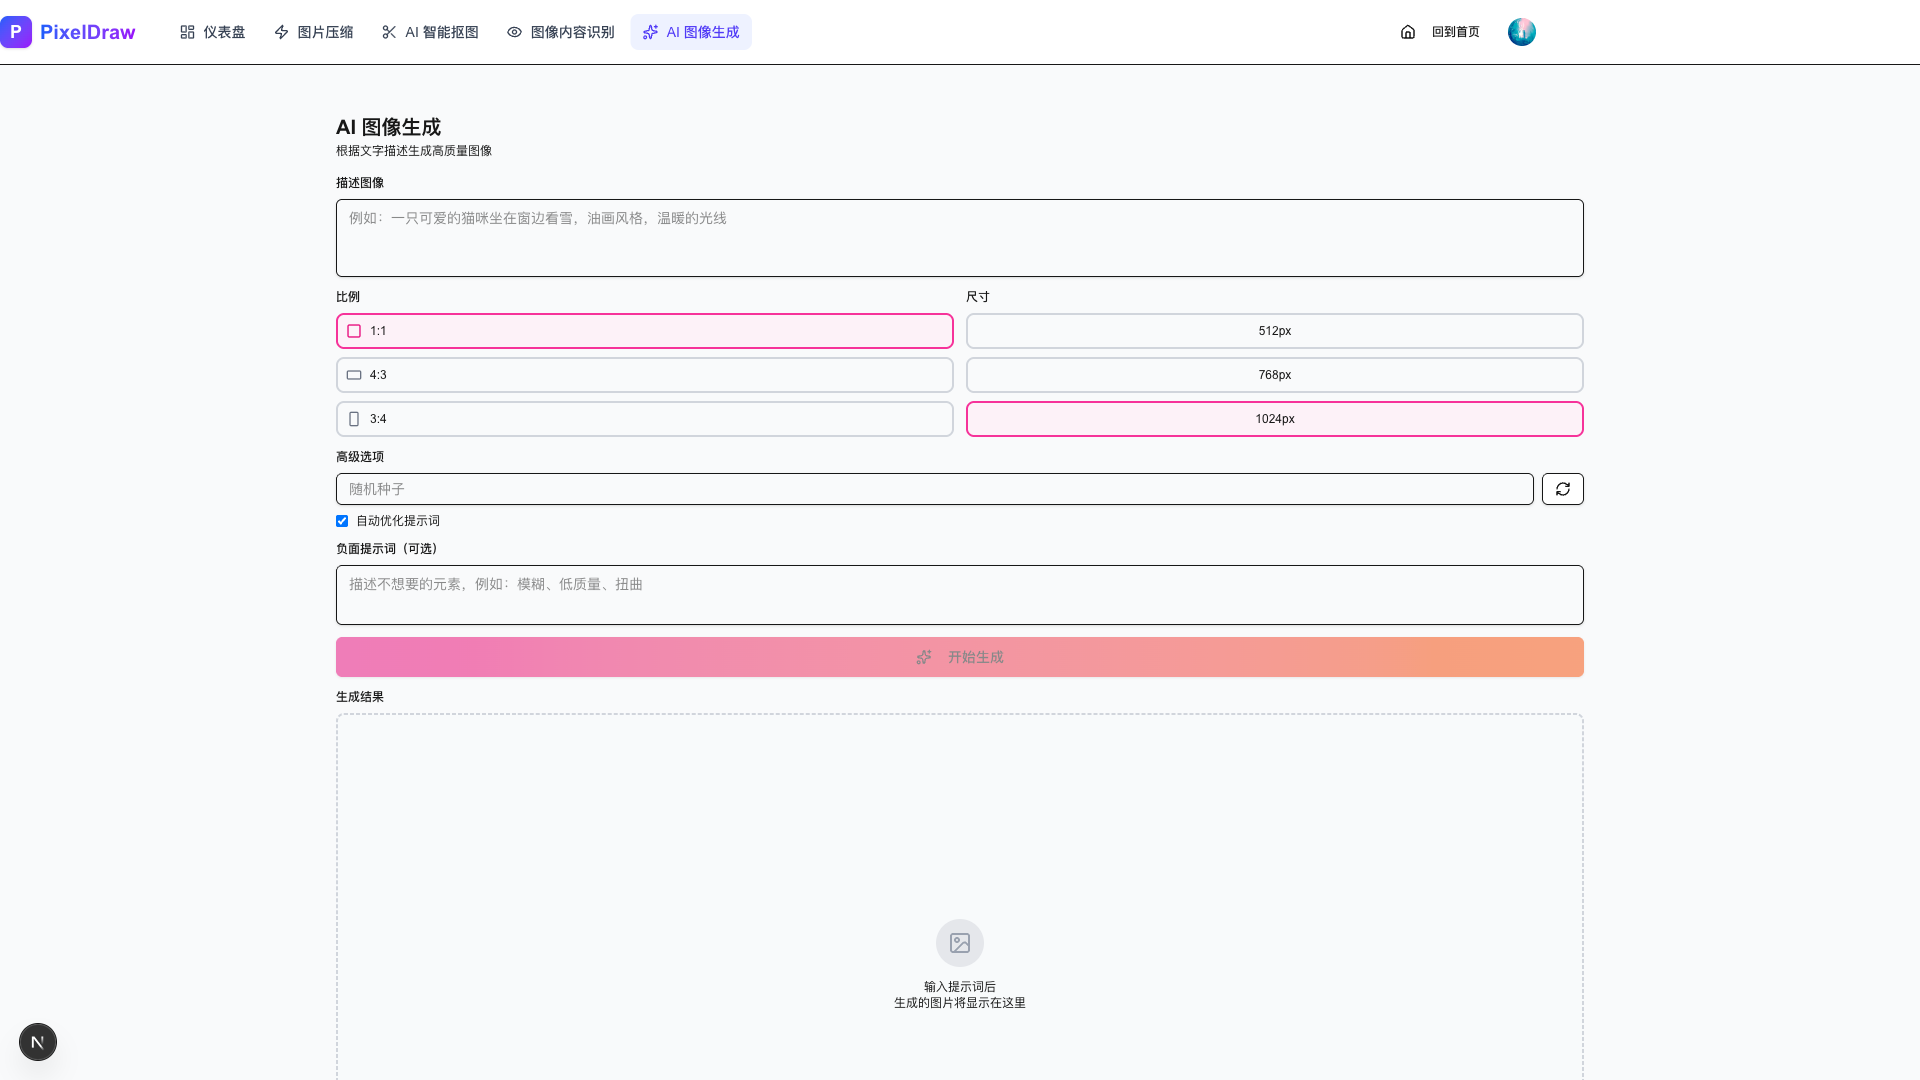 P PixelDraw 仪表盘 图片压缩 AI 智能抠图 图像内容识别 AI 图像生成 回到首页
AI 图像生成
根据文字描述生成高质量图像
描述图像
例如：一只可爱的猫咪坐在窗边看雪，油画风格，温暖的光线
比例
1:1
4:3
3:4
尺寸
512px
768px
1024px
高级选项
随机种子
自动优化提示词
负面提示词（可选）
描述不想要的元素，例如：模糊、低质量、扭曲
开始生成
生成结果
输入提示词后
生成的图片将显示在这里
N